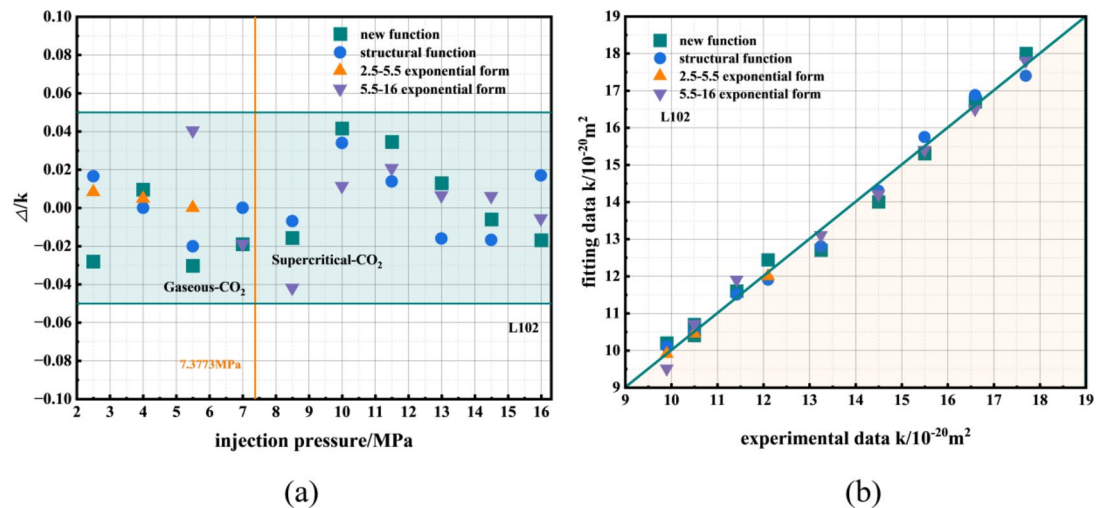 0.10
0.08
0.06
0.04
0.02
0.00
−0.02
−0.04
−0.06
−0.08
−0.10
Δ/k
new function
structural function
2.5–5.5 exponential form
5.5-16 exponential form
Supercritical-CO2
Gaseous-CO2
L102
7.3773MPa
2 3 4 5 6 7 8 9 10 11 12 13 14 15 16
injection pressure/MPa
(a)
19
18
17
16
15
14
13
12
11
10
9
fitting data k/10-20m2
new function
structural function
2.5–5.5 exponential form
5.5-16 exponential form
L102
9 10 11 12 13 14 15 16 17 18 19
experimental data k/10-20m2
(b)